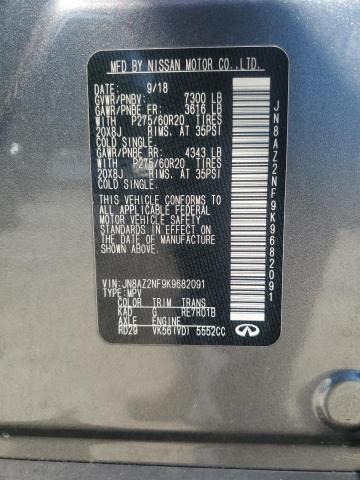 MFD BY NISSAN MOTOR CO.,LTD.
DATE: 9/18
GVWR/PNBV: 7300 LB
GAWR/PNBE FR: 3616 LB
WITH P275/60R20 TIRES
20X8J RIMS. AT 35PSI
COLD SINGLE.
GAWR/PNBE RR: 4343 LB
WITH P275/60R20 TIRES
20X8J RIMS. AT 35PSI
COLD SINGLE.
THIS VEHICLE CONFORMS TO ALL
APPLICABLE FEDERAL
MOTOR VEHICLE SAFETY
STANDARDS IN EFFECT ON THE
DATE OF MANUFACTURE
SHOWN ABOVE.
VIN: JN8AZ2NF9K9682091
TYPE:MPV
COLOR TRIM TRANS
KAD G RE7R01B
AXLE ENGINE
RD29 VK56(VD) 5552CC
INFINITI
JN8AZ2NF9K9682091